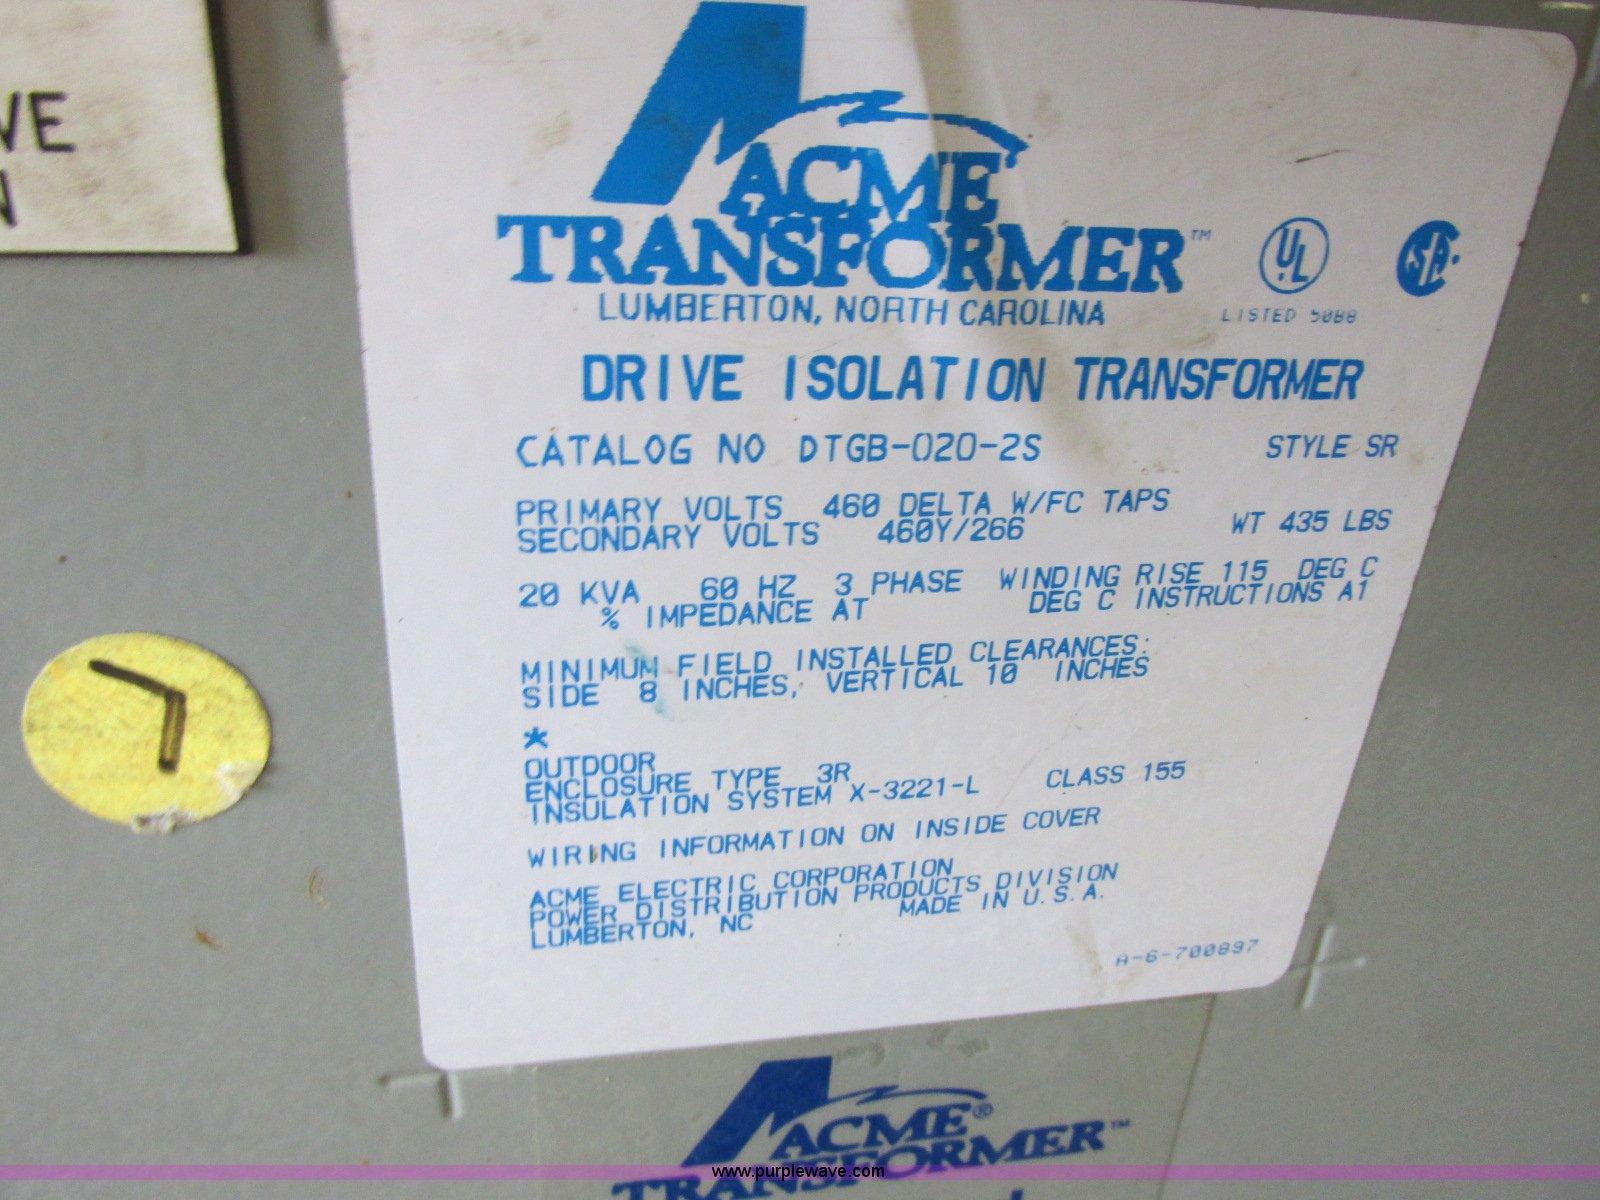 VE
N
ACME
TRANSFORMER™
LUMBERTON, NORTH CAROLINA
UL
LISTED 50B8
CSA
DRIVE ISOLATION TRANSFORMER
CATALOG NO DTGB-020-2S STYLE SR
PRIMARY VOLTS 460 DELTA W/FC TAPS
SECONDARY VOLTS 460Y/266 WT 435 LBS
20 KVA 60 HZ 3 PHASE WINDING RISE 115 DEG C
% IMPEDANCE AT DEG C INSTRUCTIONS A1
MINIMUM FIELD INSTALLED CLEARANCES:
SIDE 8 INCHES, VERTICAL 10 INCHES
*
OUTDOOR
ENCLOSURE TYPE 3R
INSULATION SYSTEM X-3221-L CLASS 155
WIRING INFORMATION ON INSIDE COVER
ACME ELECTRIC CORPORATION
POWER DISTRIBUTION PRODUCTS DIVISION
LUMBERTON, NC MADE IN U.S.A.
A-6-700897
ACME®
TRANSFORMER™
www.purplewave.com